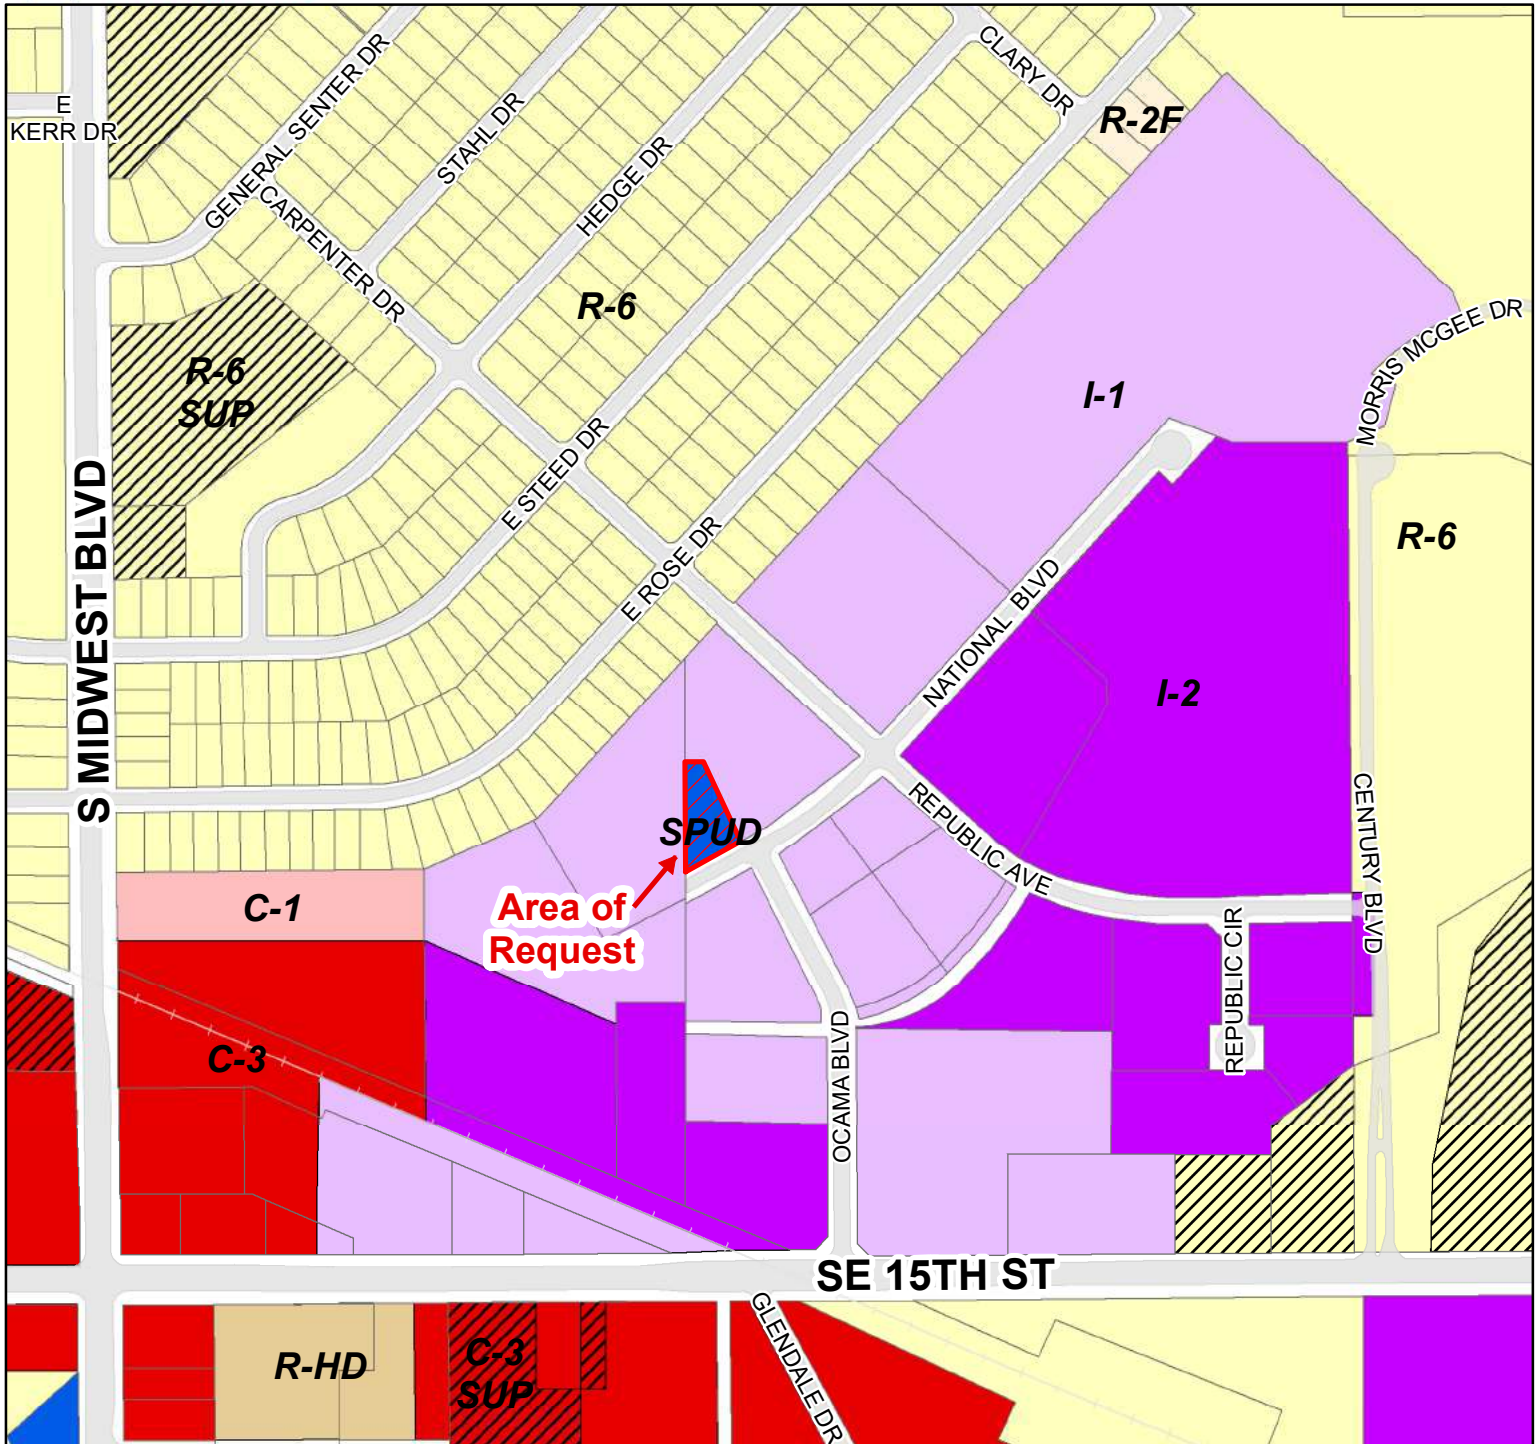 CLARY DR
E
KERR DR
GENERAL SENTER DR
STAHL DR
HEDGE DR
R-2F
CARPENTER DR
R-6
MORRIS MCGEE DR
R-6
SUP
I-1
S MIDWEST BLVD
E STEED DR
E ROSE DR
R-6
NATIONAL BLVD
I-2
SPUD
REPUBLIC AVE
CENTURY BLVD
Area of
Request
C-1
REPUBLIC CIR
C-3
OCAMA BLVD
SE 15TH ST
GLENDALE DR
R-HD
C-3
SUP